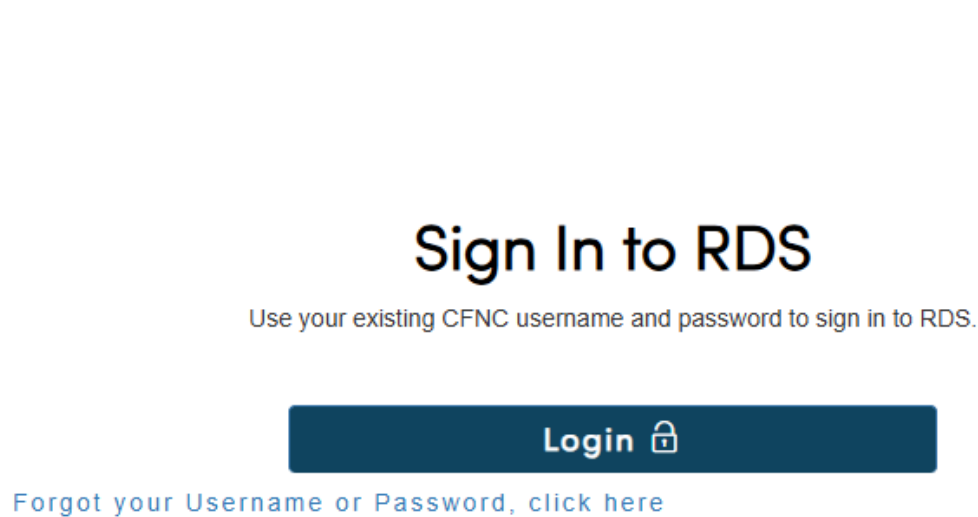 Sign In to RDS
Use your existing CFNC username and password to sign in to RDS.
Login
Forgot your Username or Password, click here